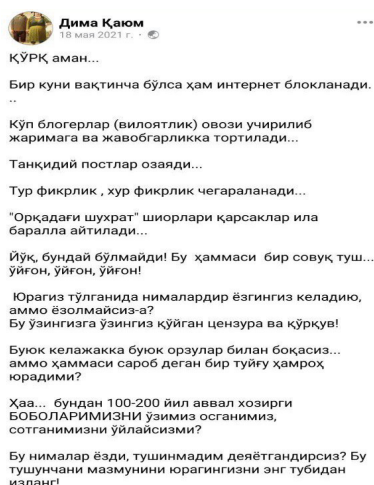 Дима Қаюм
18 мая 2021 г. ·
ҚЎРҚ аман...
Бир куни вақтинча бўлса ҳам интернет блокланади.
..
Кўп блогерлар (вилоятлик) овози учирилиб
жаримага ва жавобгарликка тортилади...
Танқидий постлар озаяди...
Тур фикрлик , хур фикрлик чегараланади...
"Орқадаги шухрат" шиорлари қарсаклар ила
баралла айтилади...
Йўқ, бундай бўлмайди! Бу ҳаммаси бир совуқ туш...
ўйғон, ўйғон, ўйғон!
Юрагиз тўлганида нималардир ёзгингиз келадию,
аммо ёзолмайсиз-а?
Бу ўзингизга ўзингиз қўйган цензура ва қўрқув!
Буюк келажакка буюк орзулар билан боқасиз...
аммо ҳаммаси сароб деган бир туйғу ҳамроҳ
юрадими?
Ҳаа... бундан 100-200 йил аввал хозирги
БОБОЛАРИМИЗНИ ўзимиз осганимиз,
сотганимизни ўйлайсизми?
Бу нималар ёзди, тушинмадим деяётгандирсиз? Бу
тушунчани мазмунини юрагингизни энг тубидан
изланг!